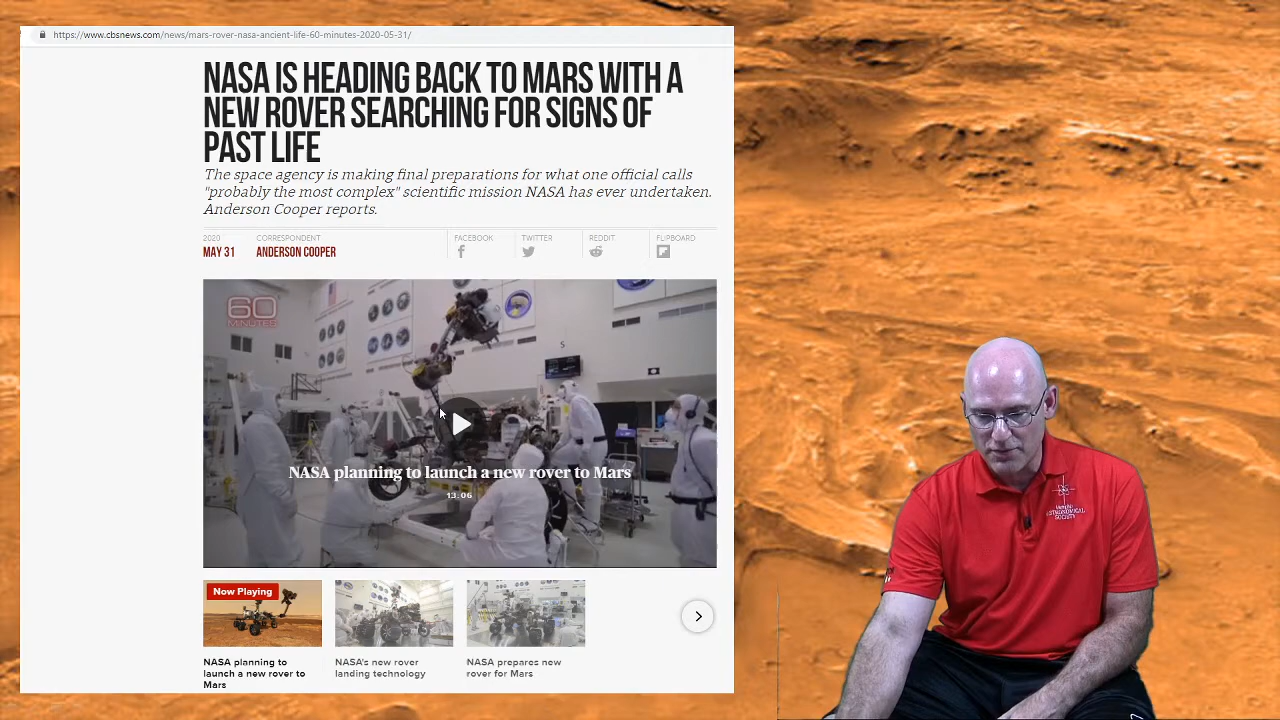 https://www.cbsnews.com/news/mars-rover-nasa-ancient-life-60-minutes-2020-05-31/
NASA IS HEADING BACK TO MARS WITH A
NEW ROVER SEARCHING FOR SIGNS OF
PAST LIFE
The space agency is making final preparations for what one official calls
"probably the most complex" scientific mission NASA has ever undertaken.
Anderson Cooper reports.
2020 CORRESPONDENT FACEBOOK TWITTER REDDIT FLIPBOARD
MAY 31 ANDERSON COOPER
60
MINUTES
5
NASA planning to launch a new rover to Mars
13:06
Now Playing
NASA planning to
launch a new rover to
Mars
NASA's new rover
landing technology
NASA prepares new
rover for Mars
ASTRONOMICAL
SOCIETY